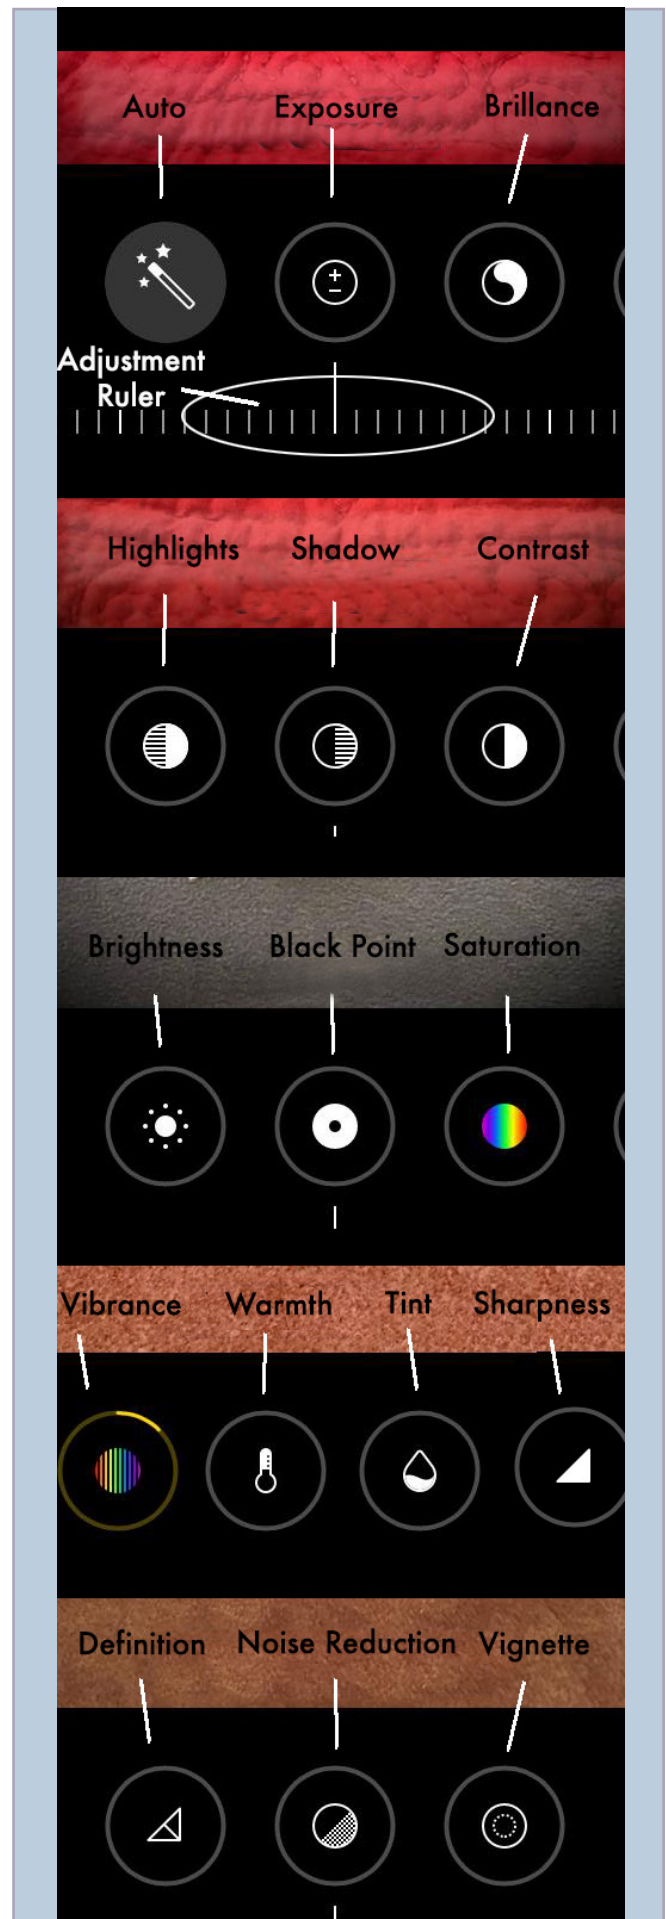 Auto Exposure Brillance
Adjustment
Ruler
Highlights Shadow Contrast
Brightness Black Point Saturation
Vibrance Warmth Tint Sharpness
Definition Noise Reduction Vignette